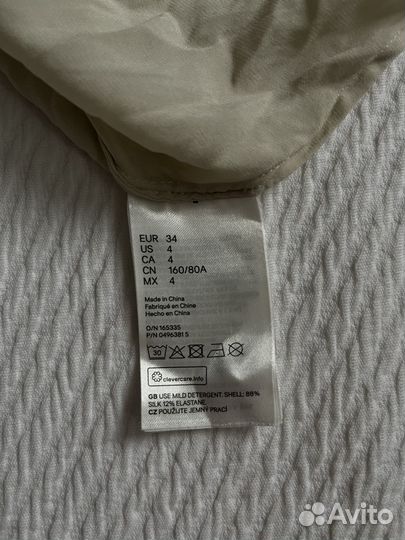 EUR 34
US 4
CA 4
CN 160/80A
MX 4
Made in China
Fabriqué en Chine
Hecho en China
O/N 165335
P/N 0496381 5
30
clevercare.info
GB USE MILD DETERGENT. SHELL: 88%
SILK 12% ELASTANE.
CZ POUŽIJTE JEMNÝ PRACÍ
Avito